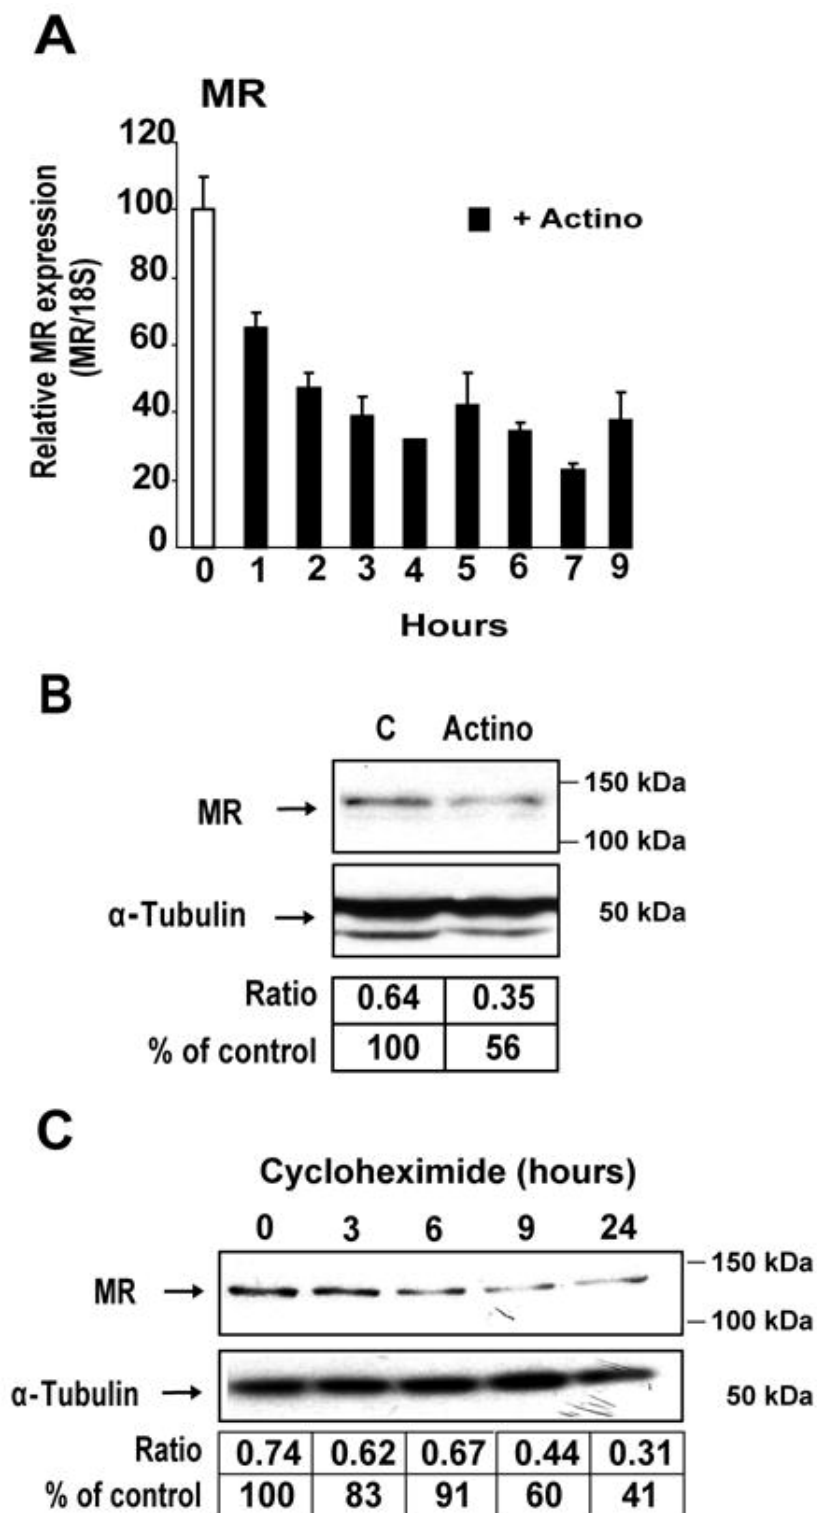 A
MR
Relative MR expression
(MR/18S)
120
100
80
60
40
20
0
+ Actino
0 1 2 3 4 5 6 7 9
Hours
B
C Actino
MR
150 kDa
100 kDa
α-Tubulin
50 kDa
Ratio 0.64 0.35
% of control 100 56
C
Cycloheximide (hours)
0 3 6 9 24
MR
150 kDa
100 kDa
α-Tubulin
50 kDa
Ratio 0.74 0.62 0.67 0.44 0.31
% of control 100 83 91 60 41